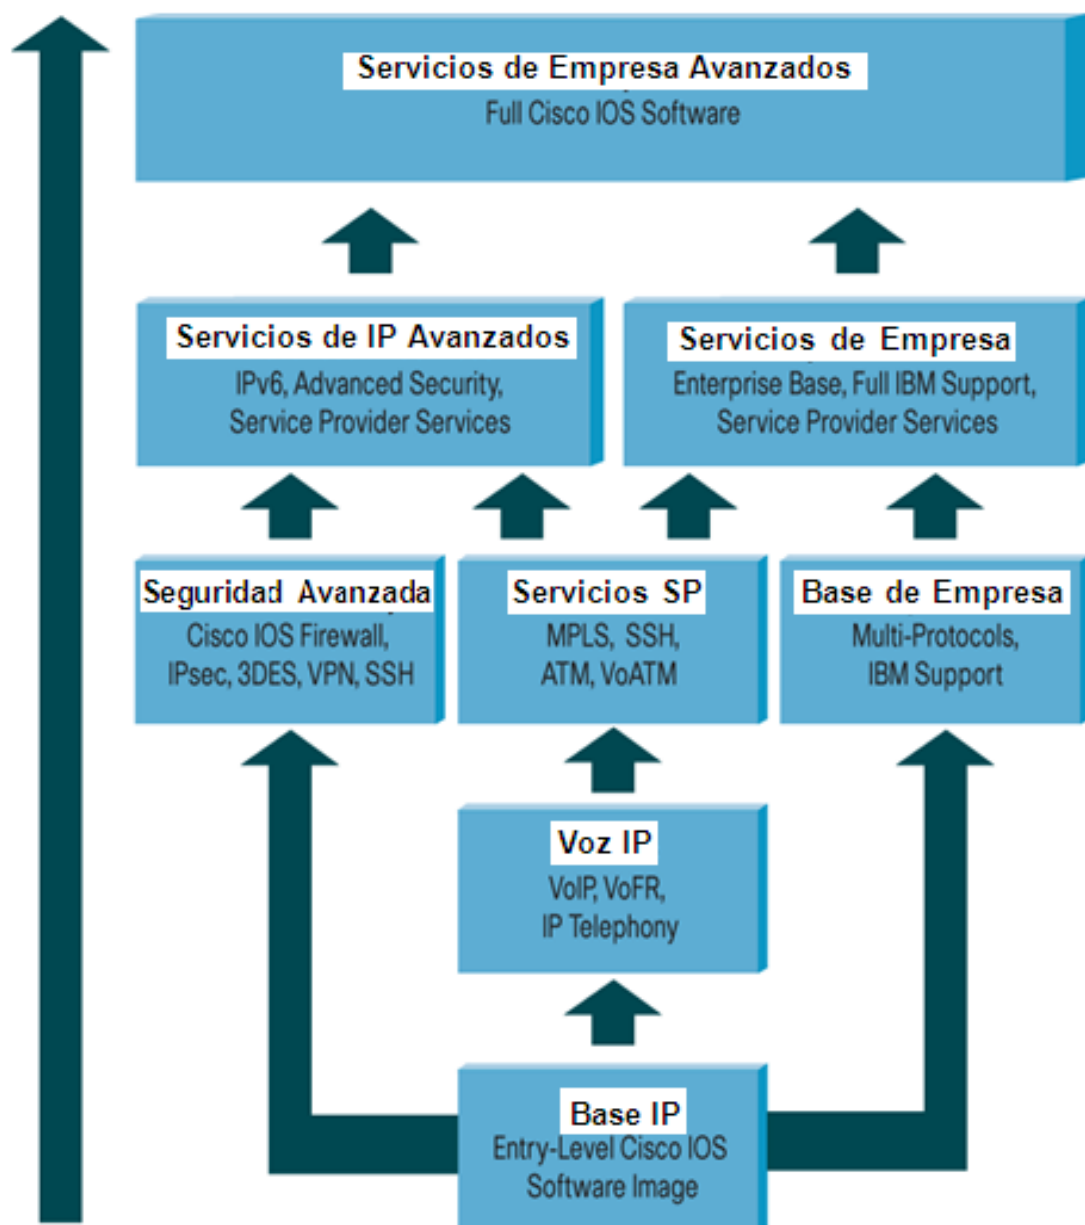 Servicios de Empresa Avanzados
Full Cisco IOS Software
Servicios de IP Avanzados
IPv6, Advanced Security,
Service Provider Services
Servicios de Empresa
Enterprise Base, Full IBM Support,
Service Provider Services
Seguridad Avanzada
Cisco IOS Firewall,
IPsec, 3DES, VPN, SSH
Servicios SP
MPLS, SSH,
ATM, VoATM
Base de Empresa
Multi-Protocols,
IBM Support
Voz IP
VoIP, VoFR,
IP Telephony
Base IP
Entry-Level Cisco IOS
Software Image